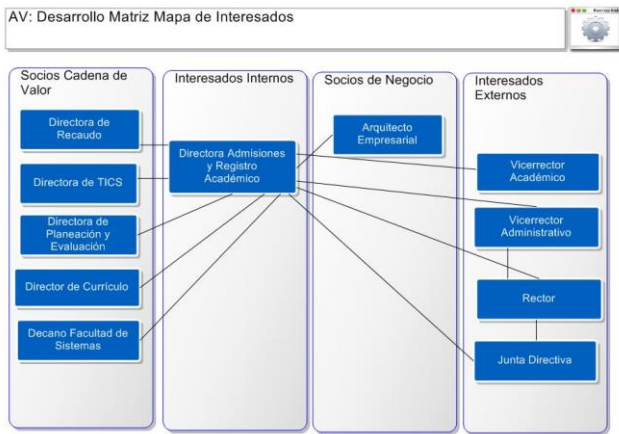 AV: Desarrollo Matriz Mapa de Interesados
Socios Cadena de
Valor
Directora de
Recaudo
Directora de TICS
Directora de
Planeación y
Evaluación
Director de Currículo
Decano Facultad de
Sistemas
Interesados Internos
Directora Admisiones
y Registro
Académico
Socios de Negocio
Arquitecto
Empresarial
Interesados
Externos
Vicerrector
Académico
Vicerrector
Administrativo
Rector
Junta Directiva